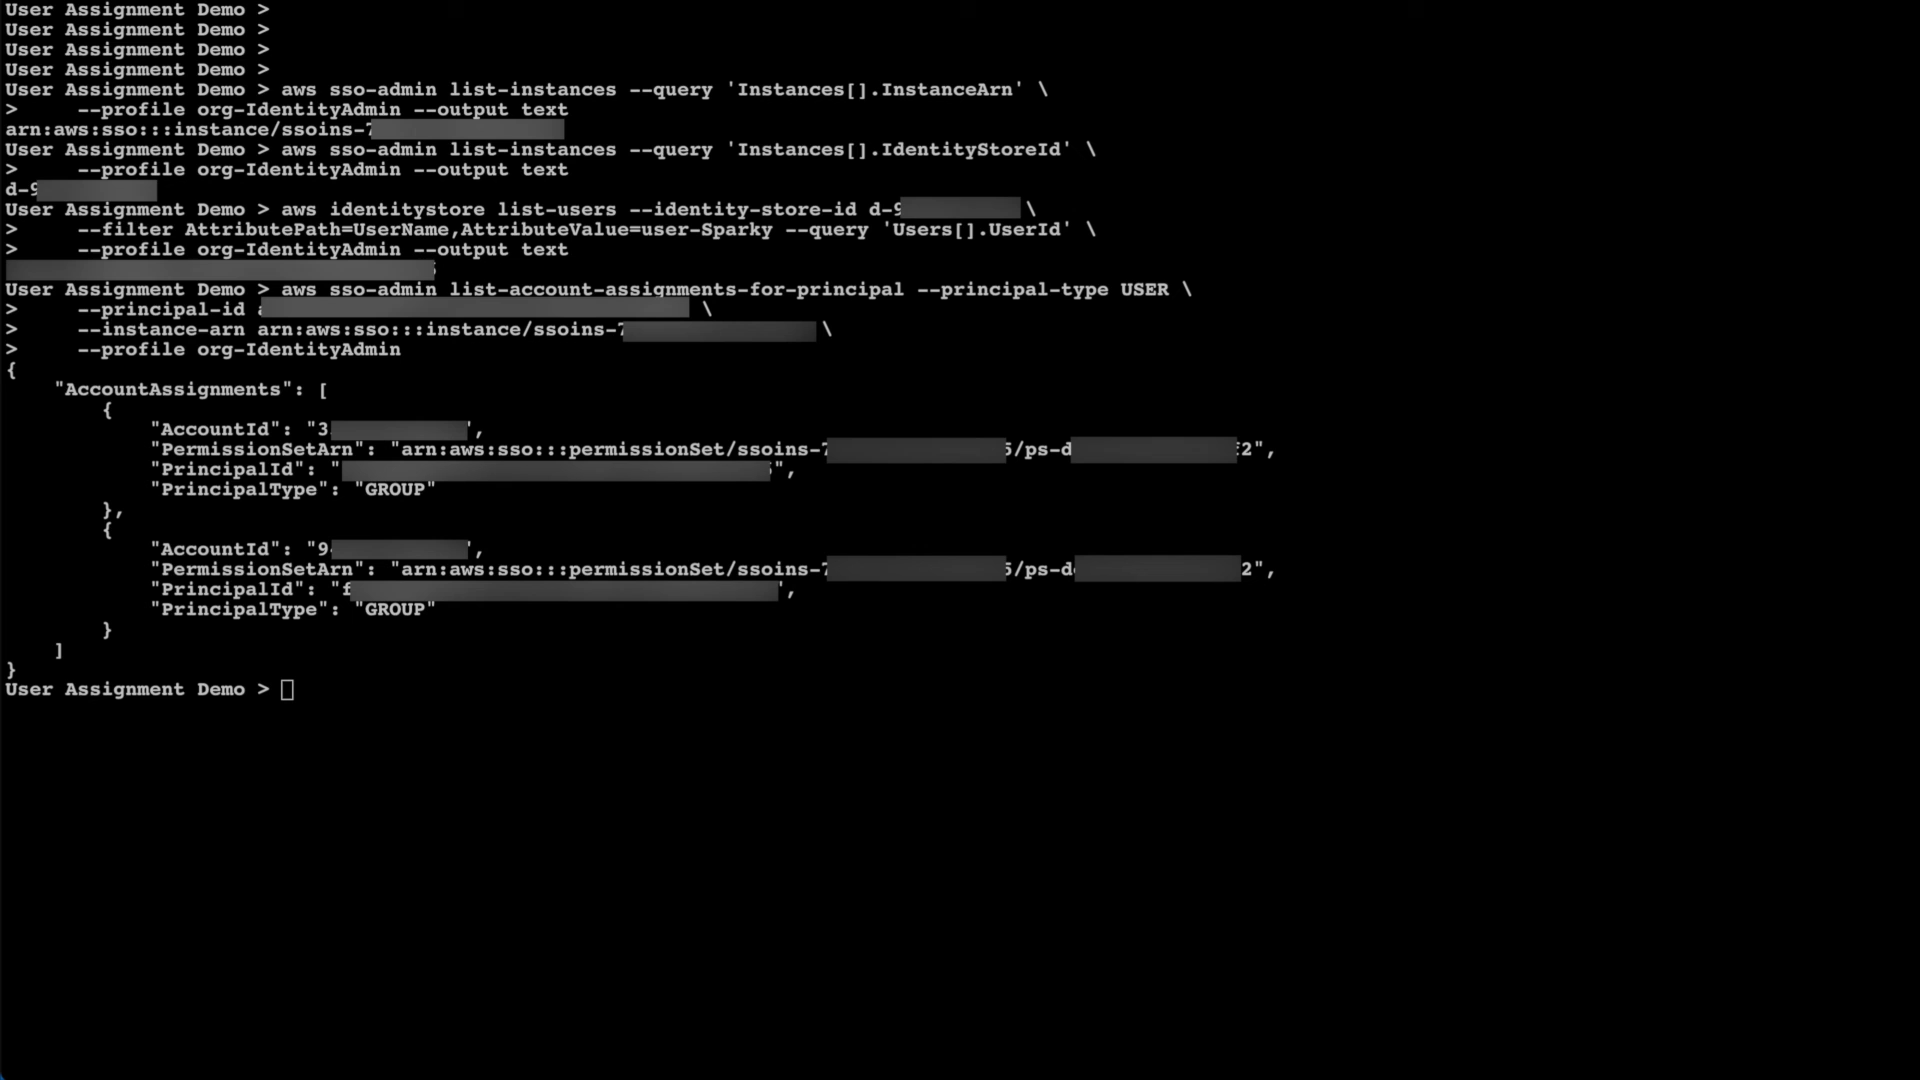 User Assignment Demo >
User Assignment Demo >
User Assignment Demo >
User Assignment Demo >
User Assignment Demo > aws sso-admin list-instances --query 'Instances[].InstanceArn' \
>     --profile org-IdentityAdmin --output text
arn:aws:sso:::instance/ssoins-7
User Assignment Demo > aws sso-admin list-instances --query 'Instances[].IdentityStoreId' \
>     --profile org-IdentityAdmin --output text
d-9
User Assignment Demo > aws identitystore list-users --identity-store-id d-9 \
>     --filter AttributePath=UserName,AttributeValue=user-Sparky --query 'Users[].UserId' \
>     --profile org-IdentityAdmin --output text
User Assignment Demo > aws sso-admin list-account-assignments-for-principal --principal-type USER \
>     --principal-id \
>     --instance-arn arn:aws:sso:::instance/ssoins-7 \
>     --profile org-IdentityAdmin
{
    "AccountAssignments": [
        {
            "AccountId": "3 ",
            "PermissionSetArn": "arn:aws:sso:::permissionSet/ssoins-7 5/ps-d f2",
            "PrincipalId": " ",
            "PrincipalType": "GROUP"
        },
        {
            "AccountId": "9 ",
            "PermissionSetArn": "arn:aws:sso:::permissionSet/ssoins-7 5/ps-d 2",
            "PrincipalId": "f ",
            "PrincipalType": "GROUP"
        }
    ]
}
User Assignment Demo >